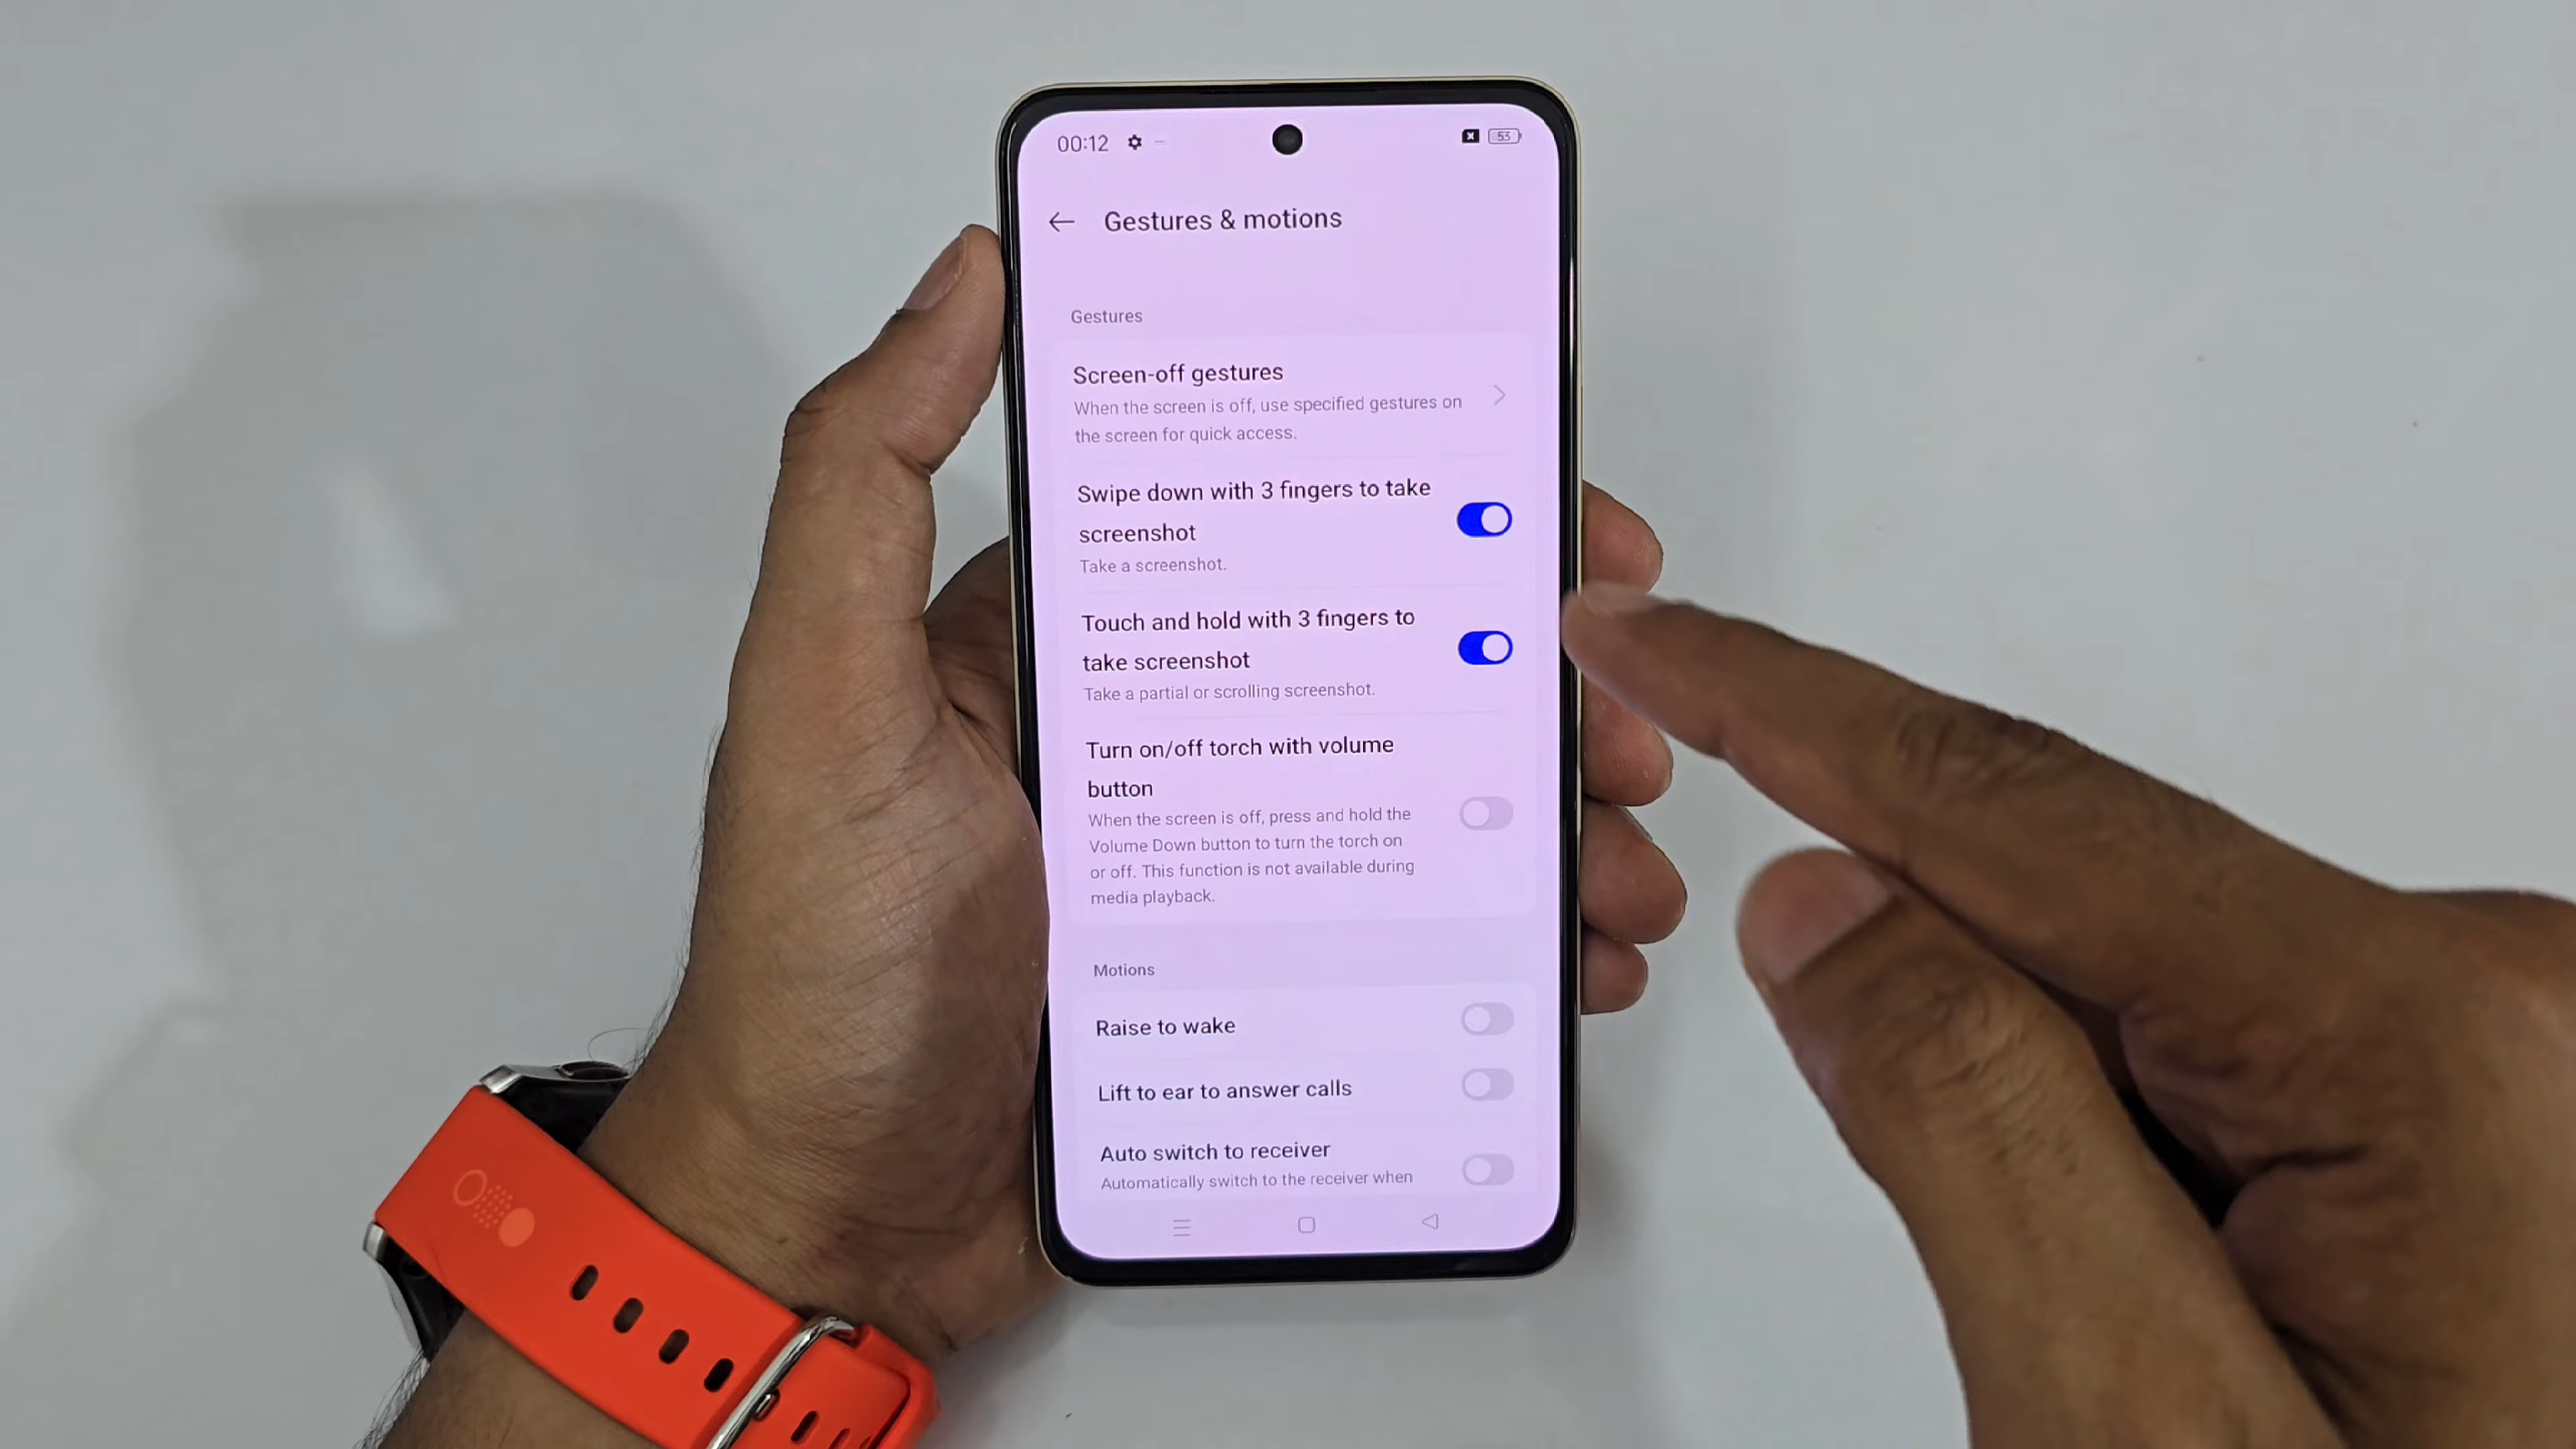 00:12
53
Gestures & motions
Gestures
Screen-off gestures
When the screen is off, use specified gestures on
the screen for quick access.
Swipe down with 3 fingers to take
screenshot
Take a screenshot.
Touch and hold with 3 fingers to
take screenshot
Take a partial or scrolling screenshot.
Turn on/off torch with volume
button
When the screen is off, press and hold the
Volume Down button to turn the torch on
or off. This function is not available during
media playback.
Motions
Raise to wake
Lift to ear to answer calls
Auto switch to receiver
Automatically switch to the receiver when